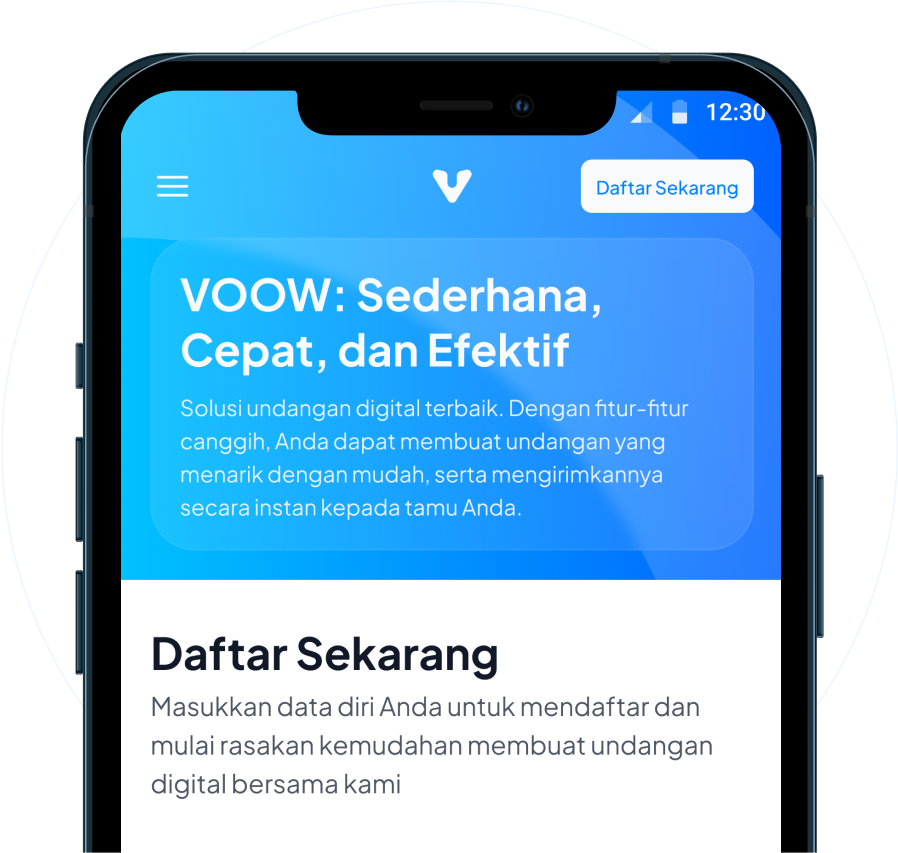 12:30
Daftar Sekarang
VOOW: Sederhana,
Cepat, dan Efektif
Solusi undangan digital terbaik. Dengan fitur-fitur
canggih, Anda dapat membuat undangan yang
menarik dengan mudah, serta mengirimkannya
secara instan kepada tamu Anda.
Daftar Sekarang
Masukkan data diri Anda untuk mendaftar dan
mulai rasakan kemudahan membuat undangan
digital bersama kami